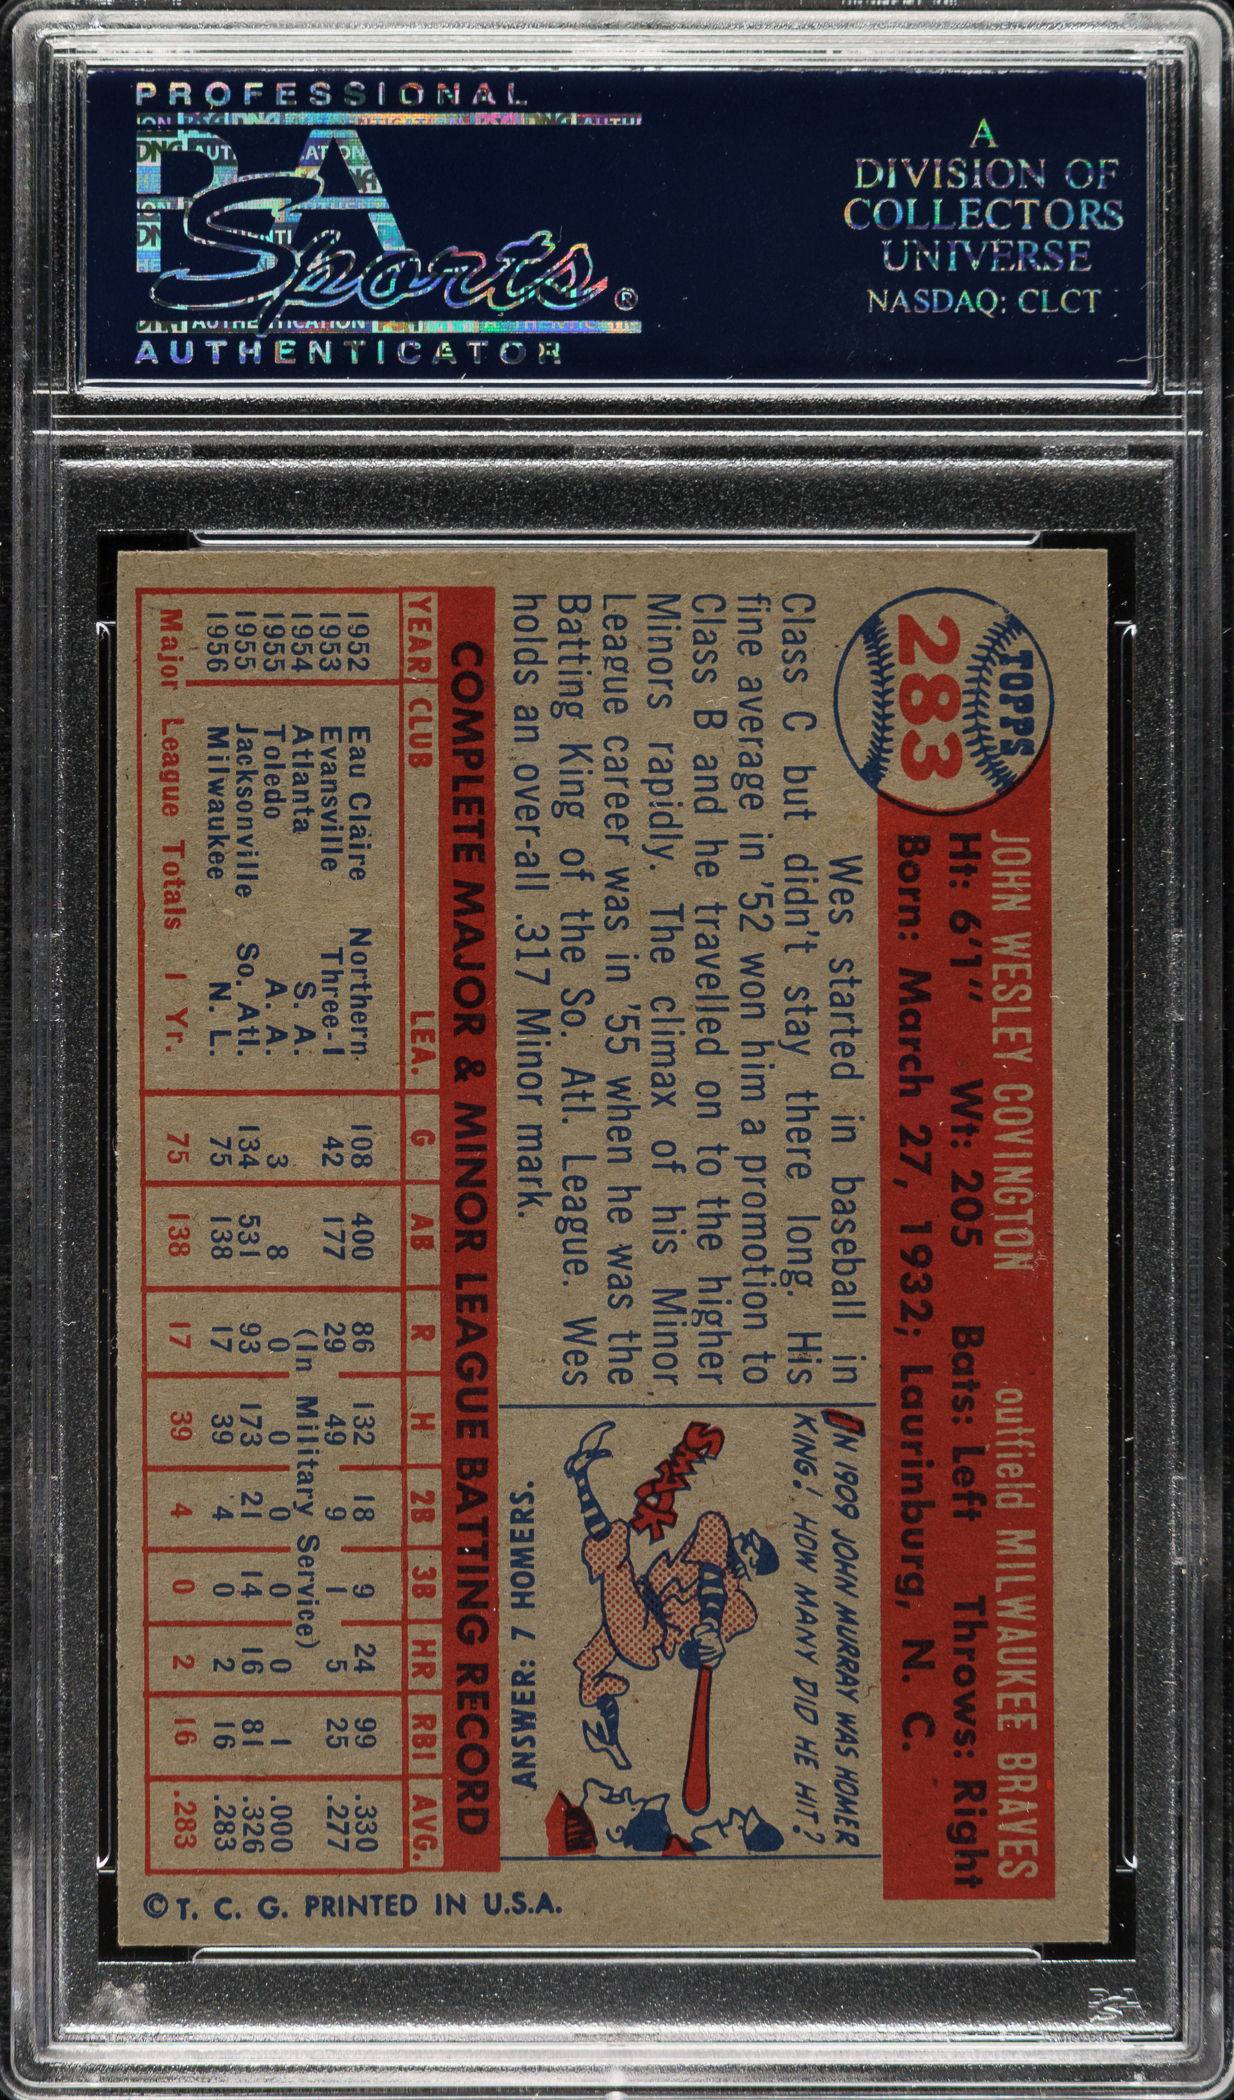 PROFESSIONAL
PSA
Sports®
AUTHENTICATOR
A
DIVISION OF
COLLECTORS
UNIVERSE
NASDAQ: CLCT
TOPPS
283
JOHN WESLEY COVINGTON outfield MILWAUKEE BRAVES
Ht: 6'1" Wt: 205 Bats: Left Throws: Right
Born: March 27, 1932; Laurinburg, N. C.
Wes started in baseball in
Class C but didn't stay there long. His
fine average in '52 won him a promotion to
Class B and he travelled on to the higher
Minors rapidly. The climax of his Minor
League career was in '55 when he was the
Batting King of the So. Atl. League. Wes
holds an over-all .317 Minor mark.
IN 1909 JOHN MURRAY WAS HOMER
KING! HOW MANY DID HE HIT?
SMACK
ANSWER: 7 HOMERS.
COMPLETE MAJOR & MINOR LEAGUE BATTING RECORD
YEAR CLUB LEA. G AB R H 2B 3B HR RBI AVG.
1952 Eau Claire Northern 108 400 86 132 18 9 24 99 .330
1953 Evansville Three-I 42 177 29 49 9 1 5 25 .277
1954 Atlanta S. A. (In Military Service)
1955 Toledo A. A. 3 8 0 0 0 0 0 1 .000
1955 Jacksonville So. Atl. 134 531 93 173 21 14 16 81 .326
1956 Milwaukee N. L. 75 138 17 39 4 0 2 16 .283
Major League Totals 1 Yr. 75 138 17 39 4 0 2 16 .283
© T. C. G. PRINTED IN U.S.A.